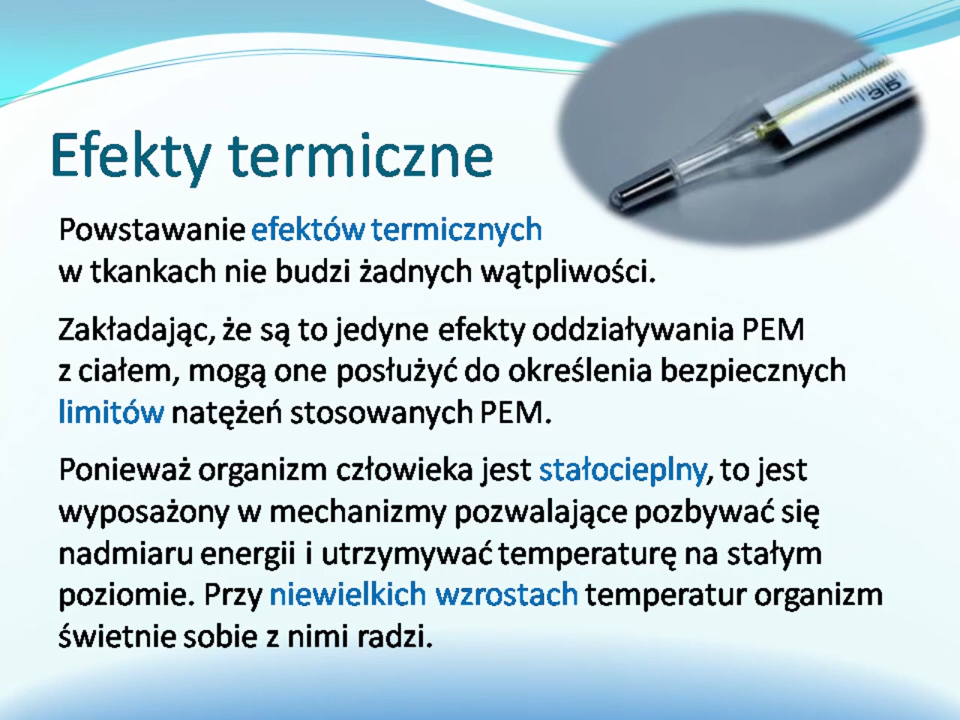 Efekty termiczne
Powstawanie efektów termicznych
w tkankach nie budzi żadnych wątpliwości.
Zakładając, że są to jedyne efekty oddziaływania PEM
z ciałem, mogą one posłużyć do określenia bezpiecznych
limitów natężeń stosowanych PEM.
Ponieważ organizm człowieka jest stałocieplny, to jest
wyposażony w mechanizmy pozwalające pozbywać się
nadmiaru energii i utrzymywać temperaturę na stałym
poziomie. Przy niewielkich wzrostach temperatur organizm
świetnie sobie z nimi radzi.
35